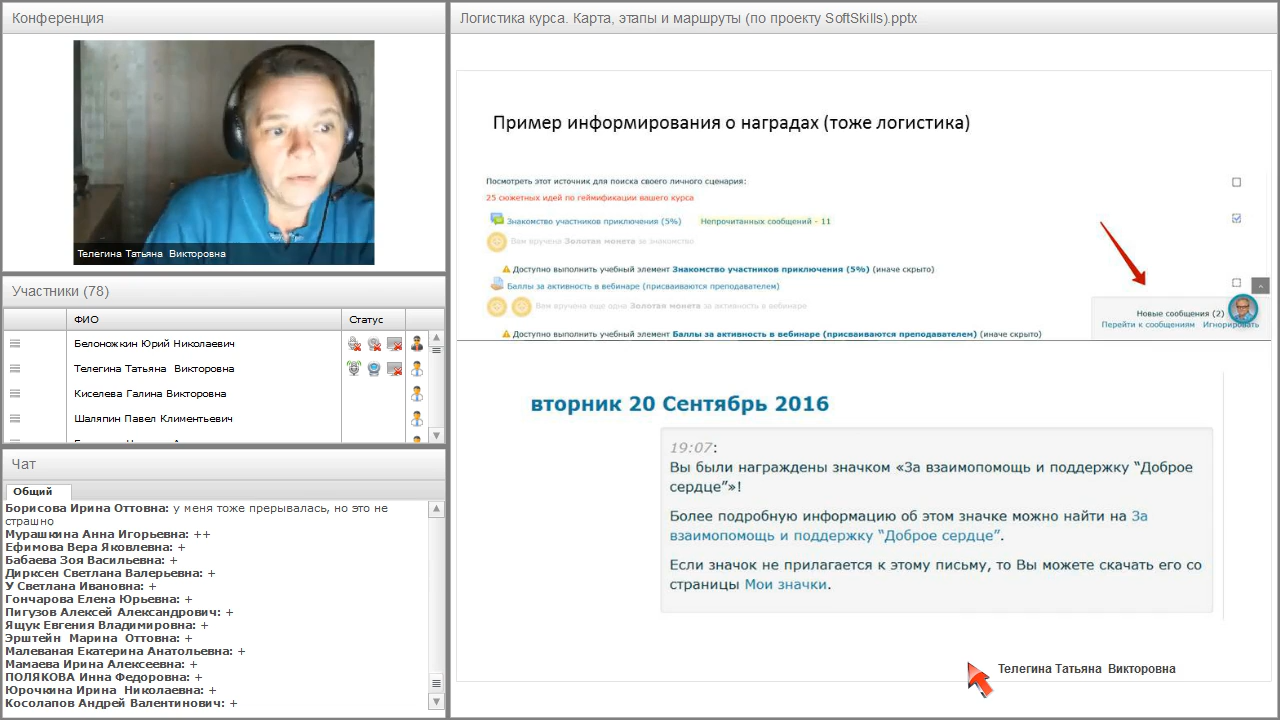 Конференция
Телегина Татьяна  Викторовна
Участники (78)
ФИО
Статус
Белоножкин Юрий Николаевич
Телегина Татьяна  Викторовна
Киселева Галина Викторовна
Шаляпин Павел Климентьевич
Чат
Общий
Борисова Ирина Оттовна: у меня тоже прерывалась, но это не
страшно
Мурашкина Анна Игорьевна: ++
Ефимова Вера Яковлевна: +
Бабаева Зоя Васильевна: +
Дирксен Светлана Валерьевна: +
У Светлана Ивановна: +
Гончарова Елена Юрьевна: +
Пигузов Алексей Александрович: +
Ящук Евгения Владимировна: +
Эрштейн  Марина  Оттовна: +
Малеваная Екатерина Анатольевна: +
Мамаева Ирина Алексеевна: +
ПОЛЯКОВА Инна Федоровна: +
Юрочкина Ирина  Николаевна: +
Косолапов Андрей Валентинович: +
Логистика курса. Карта, этапы и маршруты (по проекту SoftSkills).pptx
Пример информирования о наградах (тоже логистика)
Посмотреть этот источник для поиска своего личного сценария:
25 сюжетных идей по геймификации вашего курса
Знакомство участников приключения (5%) Непрочитанных сообщений - 11
Вам вручена Золотая монета за знакомство
Доступно выполнить учебный элемент Знакомство участников приключения (5%) (иначе скрыто)
Баллы за активность в вебинаре (присваиваются преподавателем)
Вам вручена еще одна Золотая монета за активность в вебинаре
Доступно выполнить учебный элемент Баллы за активность в вебинаре (присваиваются преподавателем) (иначе скрыто)
Новые сообщения (2)
Перейти к сообщениям Игнорировать
вторник 20 Сентябрь 2016
19:07:
Вы были награждены значком «За взаимопомощь и поддержку “Доброе
сердце”»!
Более подробную информацию об этом значке можно найти на За
взаимопомощь и поддержку “Доброе сердце”.
Если значок не прилагается к этому письму, то Вы можете скачать его со
страницы Мои значки.
Телегина Татьяна  Викторовна